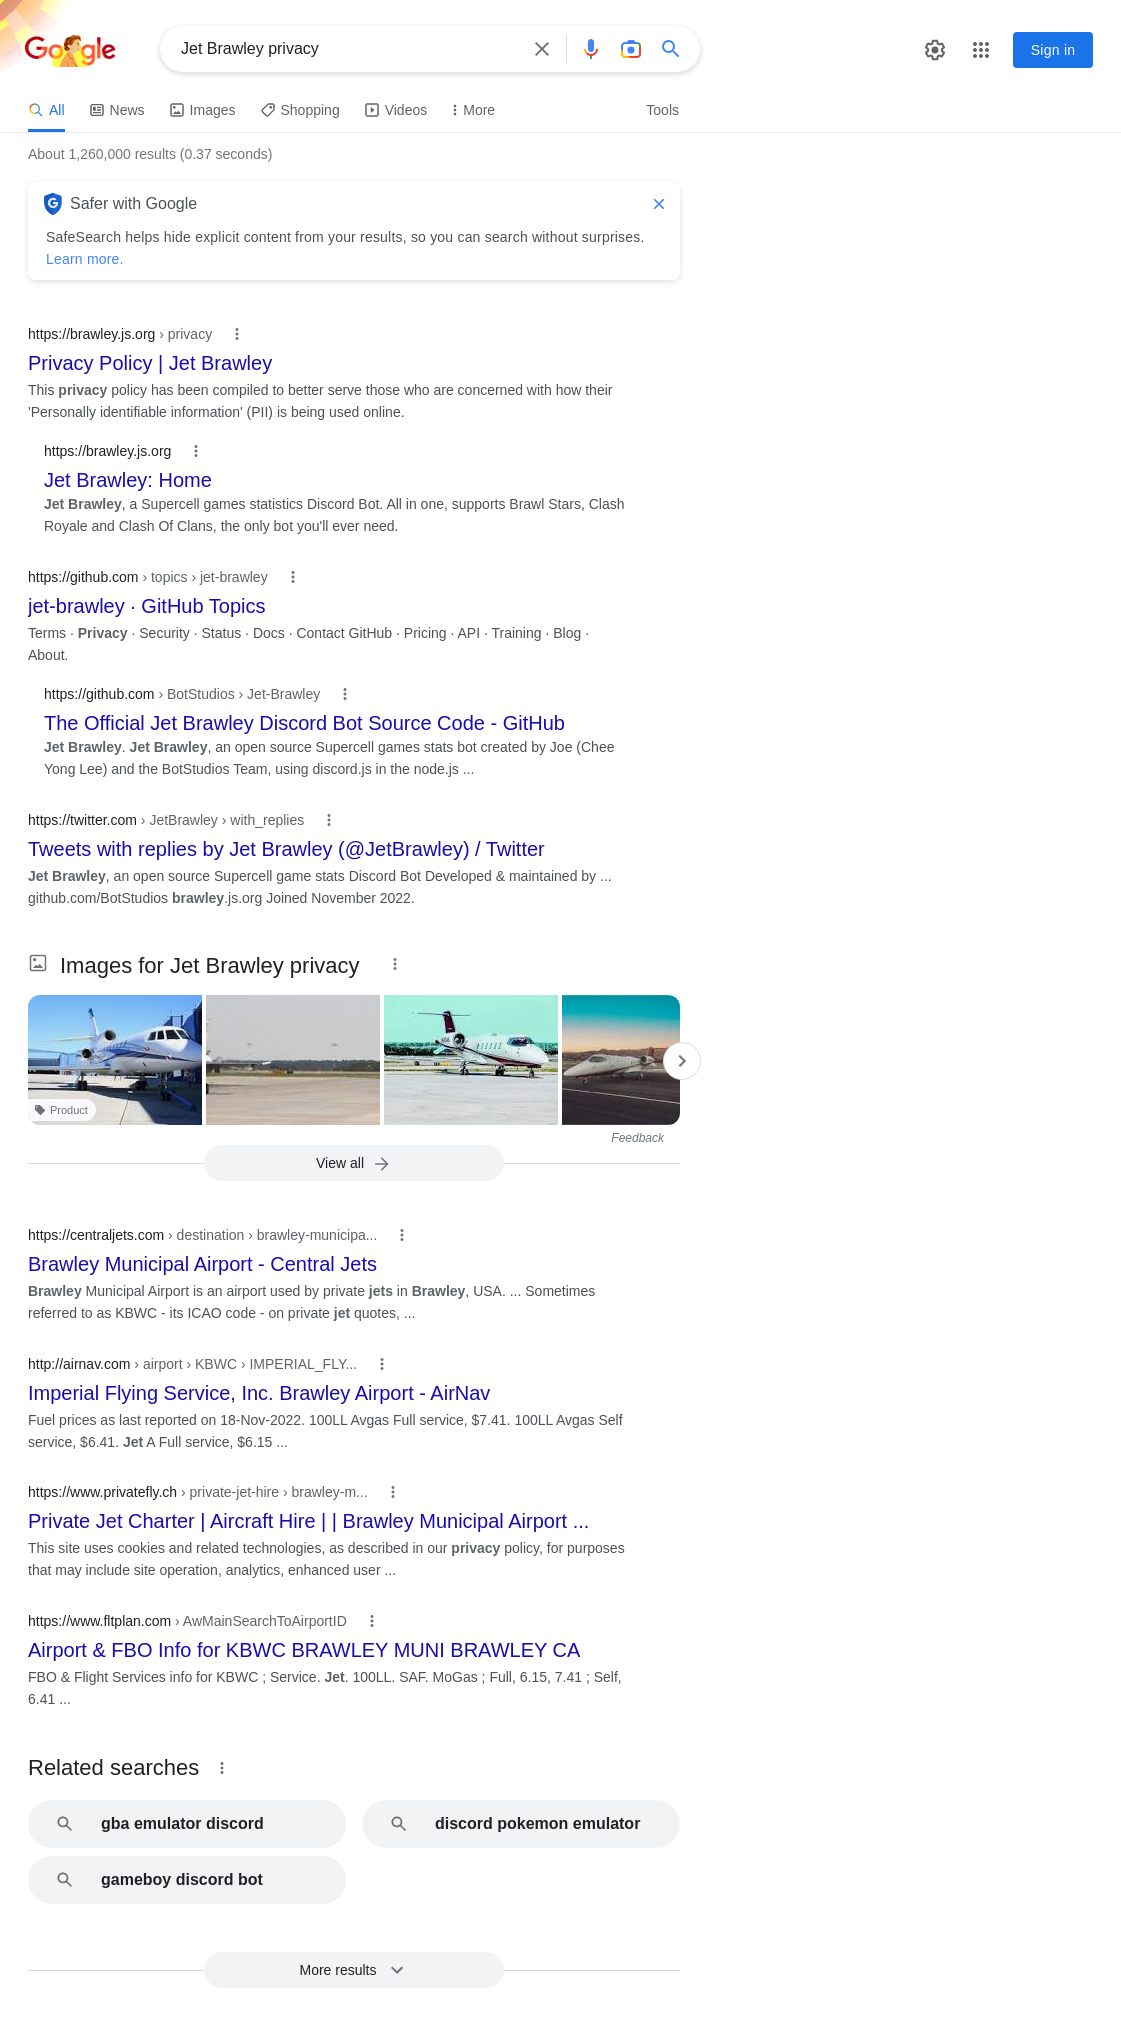 Google
Jet Brawley privacy
Sign in
All
News
Images
Shopping
Videos
More
Tools
About 1,260,000 results (0.37 seconds)
G Safer with Google
SafeSearch helps hide explicit content from your results, so you can search without surprises.
Learn more.
https://brawley.js.org › privacy
Privacy Policy | Jet Brawley
This privacy policy has been compiled to better serve those who are concerned with how their
'Personally identifiable information' (PII) is being used online.
https://brawley.js.org
Jet Brawley: Home
Jet Brawley, a Supercell games statistics Discord Bot. All in one, supports Brawl Stars, Clash
Royale and Clash Of Clans, the only bot you'll ever need.
https://github.com › topics › jet-brawley
jet-brawley · GitHub Topics
Terms · Privacy · Security · Status · Docs · Contact GitHub · Pricing · API · Training · Blog ·
About.
https://github.com › BotStudios › Jet-Brawley
The Official Jet Brawley Discord Bot Source Code - GitHub
Jet Brawley. Jet Brawley, an open source Supercell games stats bot created by Joe (Chee
Yong Lee) and the BotStudios Team, using discord.js in the node.js ...
https://twitter.com › JetBrawley › with_replies
Tweets with replies by Jet Brawley (@JetBrawley) / Twitter
Jet Brawley, an open source Supercell game stats Discord Bot Developed & maintained by ...
github.com/BotStudios brawley.js.org Joined November 2022.
Images for Jet Brawley privacy
Product
Feedback
View all
https://centraljets.com › destination › brawley-municipa...
Brawley Municipal Airport - Central Jets
Brawley Municipal Airport is an airport used by private jets in Brawley, USA. ... Sometimes
referred to as KBWC - its ICAO code - on private jet quotes, ...
http://airnav.com › airport › KBWC › IMPERIAL_FLY...
Imperial Flying Service, Inc. Brawley Airport - AirNav
Fuel prices as last reported on 18-Nov-2022. 100LL Avgas Full service, $7.41. 100LL Avgas Self
service, $6.41. Jet A Full service, $6.15 ...
https://www.privatefly.ch › private-jet-hire › brawley-m...
Private Jet Charter | Aircraft Hire | | Brawley Municipal Airport ...
This site uses cookies and related technologies, as described in our privacy policy, for purposes
that may include site operation, analytics, enhanced user ...
https://www.fltplan.com › AwMainSearchToAirportID
Airport & FBO Info for KBWC BRAWLEY MUNI BRAWLEY CA
FBO & Flight Services info for KBWC ; Service. Jet. 100LL. SAF. MoGas ; Full, 6.15, 7.41 ; Self,
6.41 ...
Related searches
gba emulator discord
discord pokemon emulator
gameboy discord bot
More results